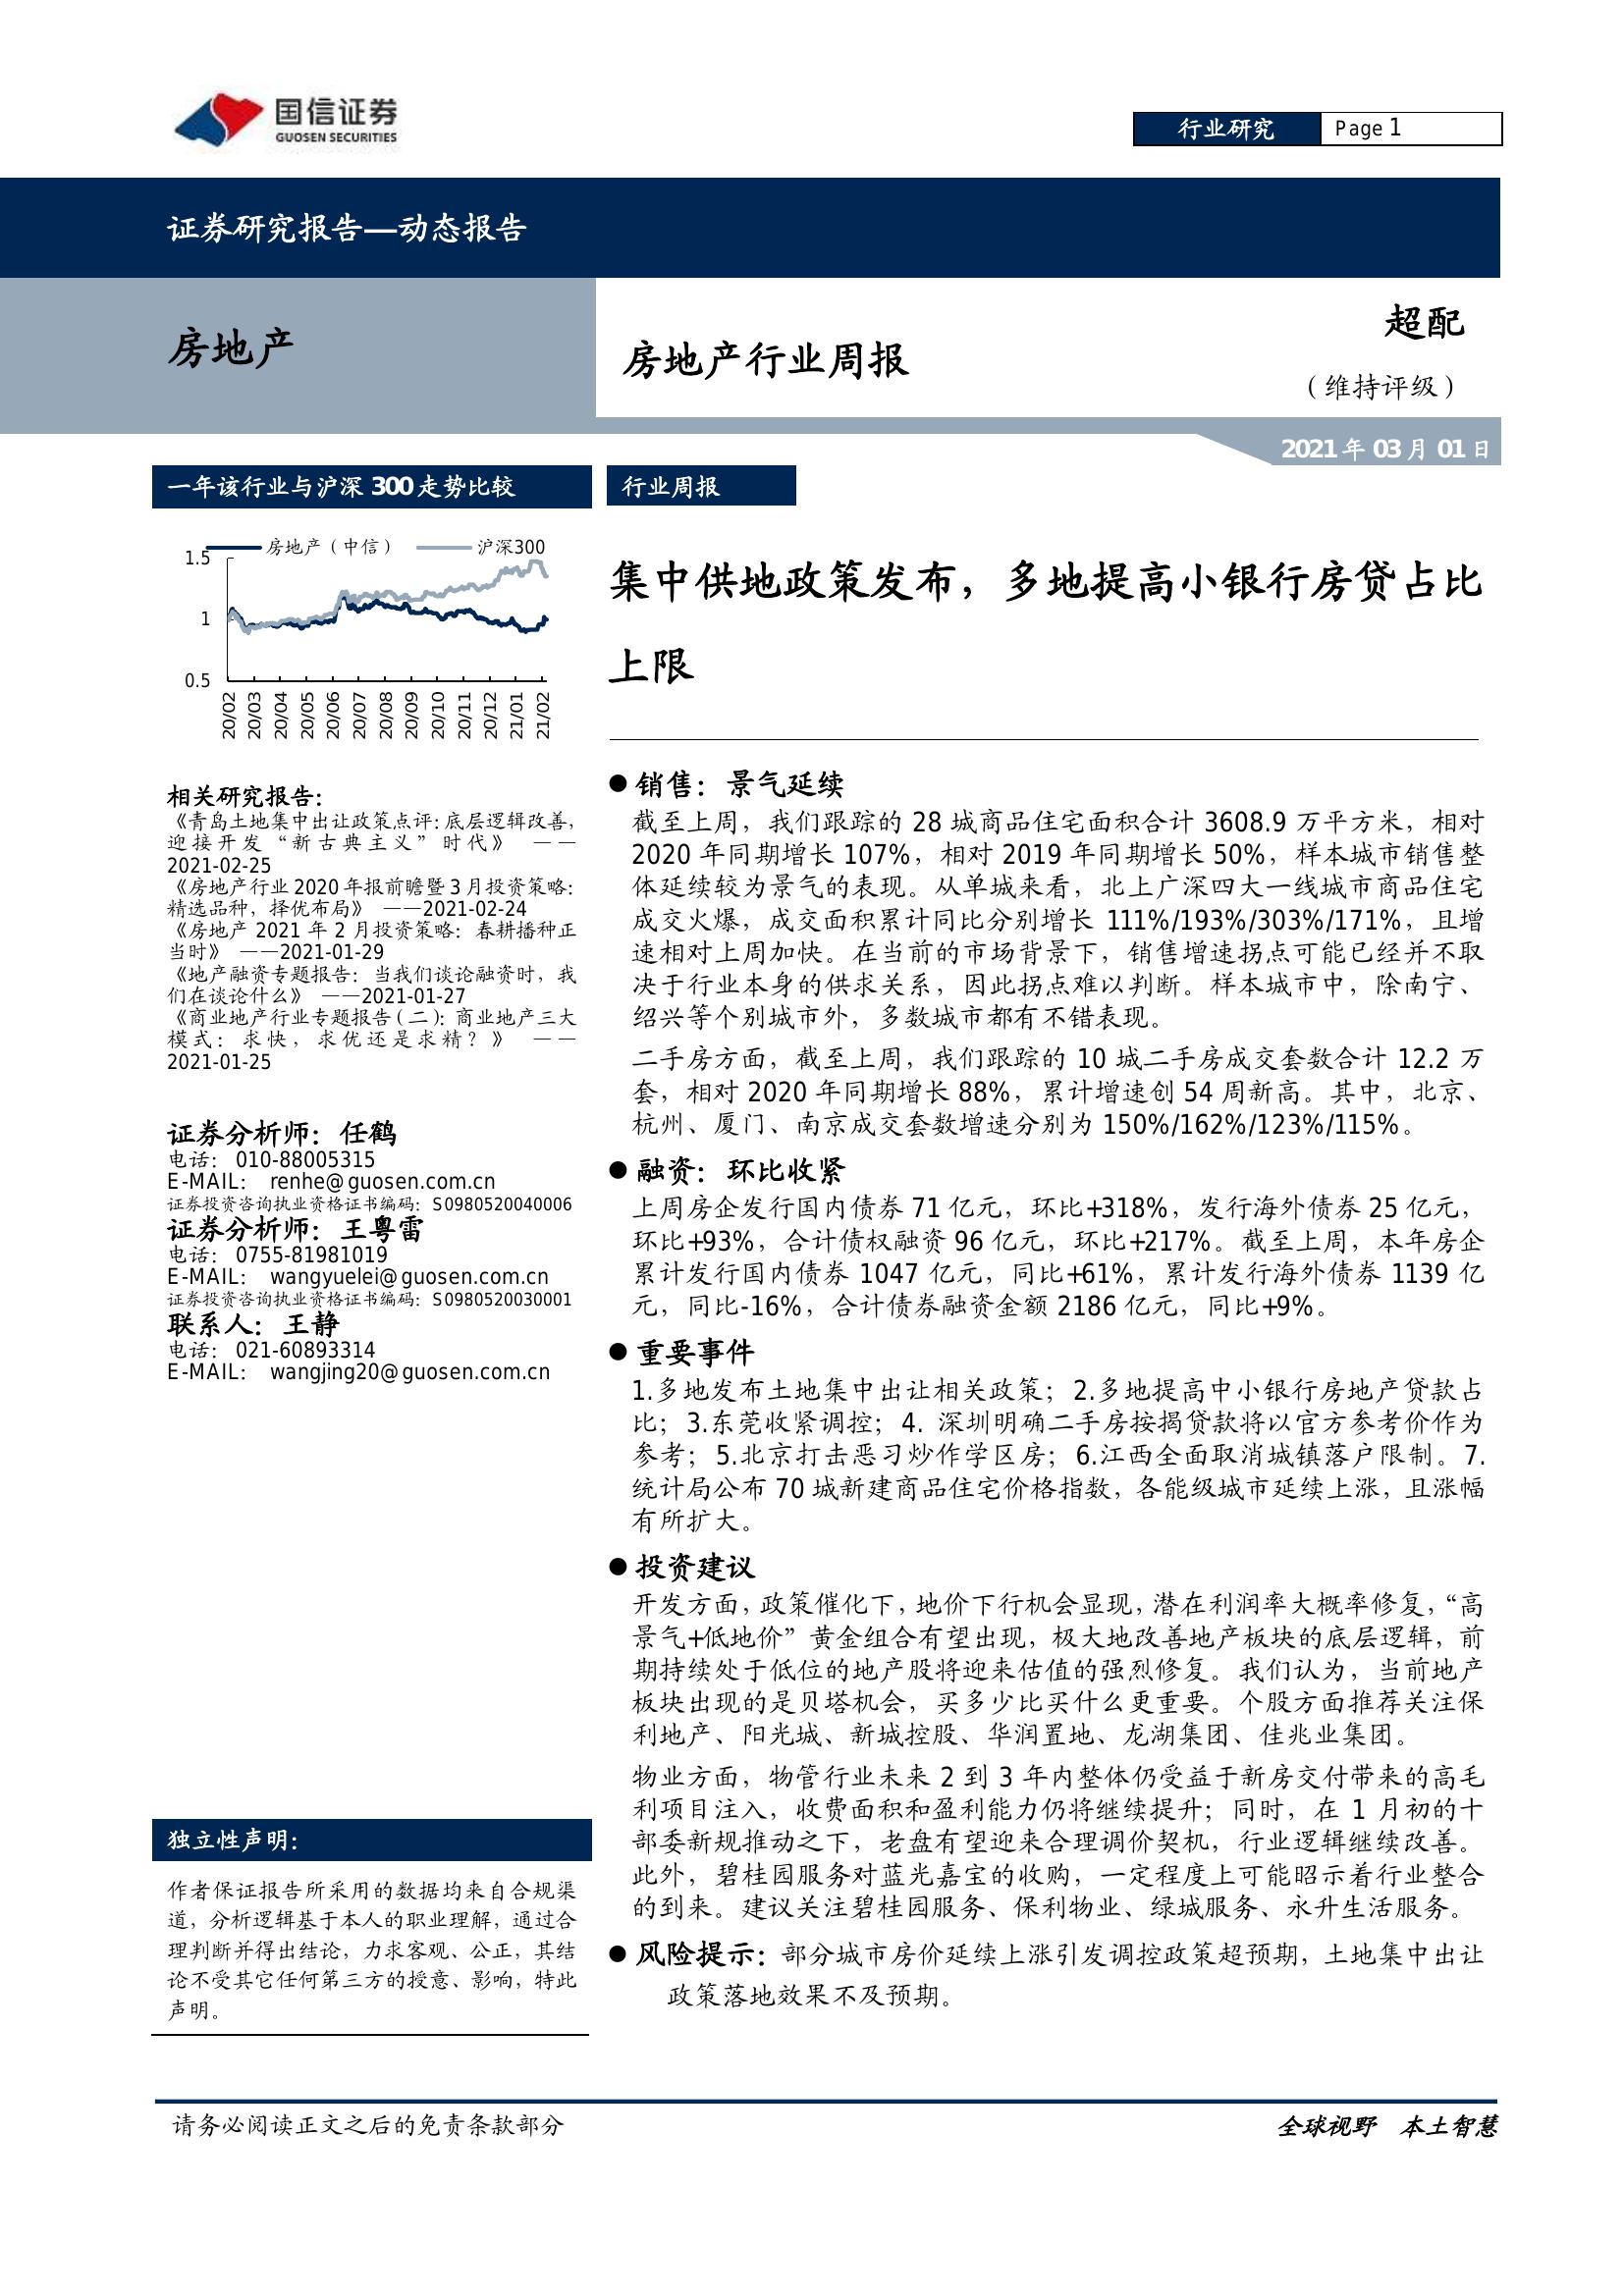 国信证券
GUOSEN SECURITIES
行业研究 Page 1
证券研究报告—动态报告
房地产
房地产行业周报
超配
（维持评级）
2021 年 03 月 01 日
一年该行业与沪深 300 走势比较
房地产（中信） 沪深300
1.5
1
0.5
20/02 20/03 20/04 20/05 20/06 20/07 20/08 20/09 20/10 20/11 20/12 21/01 21/02
相关研究报告：
《青岛土地集中出让政策点评：底层逻辑改善，
迎接开发“新古典主义”时代》 ——
2021-02-25
《房地产行业 2020 年报前瞻暨 3 月投资策略：
精选品种，择优布局》 ——2021-02-24
《房地产 2021 年 2 月投资策略：春耕播种正
当时》 ——2021-01-29
《地产融资专题报告：当我们谈论融资时，我
们在谈论什么》 ——2021-01-27
《商业地产行业专题报告（二）：商业地产三大
模式：求快，求优还是求精？》 ——
2021-01-25
证券分析师：任鹤
电话： 010-88005315
E-MAIL： renhe@guosen.com.cn
证券投资咨询执业资格证书编码：S0980520040006
证券分析师：王粤雷
电话： 0755-81981019
E-MAIL： wangyuelei@guosen.com.cn
证券投资咨询执业资格证书编码：S0980520030001
联系人：王静
电话： 021-60893314
E-MAIL： wangjing20@guosen.com.cn
独立性声明：
作者保证报告所采用的数据均来自合规渠
道，分析逻辑基于本人的职业理解，通过合
理判断并得出结论，力求客观、公正，其结
论不受其它任何第三方的授意、影响，特此
声明。
行业周报
集中供地政策发布，多地提高小银行房贷占比
上限
● 销售：景气延续
截至上周，我们跟踪的 28 城商品住宅面积合计 3608.9 万平方米，相对
2020 年同期增长 107%，相对 2019 年同期增长 50%，样本城市销售整
体延续较为景气的表现。从单城来看，北上广深四大一线城市商品住宅
成交火爆，成交面积累计同比分别增长 111%/193%/303%/171%，且增
速相对上周加快。在当前的市场背景下，销售增速拐点可能已经并不取
决于行业本身的供求关系，因此拐点难以判断。样本城市中，除南宁、
绍兴等个别城市外，多数城市都有不错表现。
二手房方面，截至上周，我们跟踪的 10 城二手房成交套数合计 12.2 万
套，相对 2020 年同期增长 88%，累计增速创 54 周新高。其中，北京、
杭州、厦门、南京成交套数增速分别为 150%/162%/123%/115%。
● 融资：环比收紧
上周房企发行国内债券 71 亿元，环比+318%，发行海外债券 25 亿元，
环比+93%，合计债权融资 96 亿元，环比+217%。截至上周，本年房企
累计发行国内债券 1047 亿元，同比+61%，累计发行海外债券 1139 亿
元，同比-16%，合计债券融资金额 2186 亿元，同比+9%。
● 重要事件
1.多地发布土地集中出让相关政策；2.多地提高中小银行房地产贷款占
比；3.东莞收紧调控；4. 深圳明确二手房按揭贷款将以官方参考价作为
参考；5.北京打击恶习炒作学区房；6.江西全面取消城镇落户限制。7.
统计局公布 70 城新建商品住宅价格指数，各能级城市延续上涨，且涨幅
有所扩大。
● 投资建议
开发方面，政策催化下，地价下行机会显现，潜在利润率大概率修复，“高
景气+低地价”黄金组合有望出现，极大地改善地产板块的底层逻辑，前
期持续处于低位的地产股将迎来估值的强烈修复。我们认为，当前地产
板块出现的是贝塔机会，买多少比买什么更重要。个股方面推荐关注保
利地产、阳光城、新城控股、华润置地、龙湖集团、佳兆业集团。
物业方面，物管行业未来 2 到 3 年内整体仍受益于新房交付带来的高毛
利项目注入，收费面积和盈利能力仍将继续提升；同时，在 1 月初的十
部委新规推动之下，老盘有望迎来合理调价契机，行业逻辑继续改善。
此外，碧桂园服务对蓝光嘉宝的收购，一定程度上可能昭示着行业整合
的到来。建议关注碧桂园服务、保利物业、绿城服务、永升生活服务。
● 风险提示：部分城市房价延续上涨引发调控政策超预期，土地集中出让
政策落地效果不及预期。
请务必阅读正文之后的免责条款部分
全球视野 本土智慧